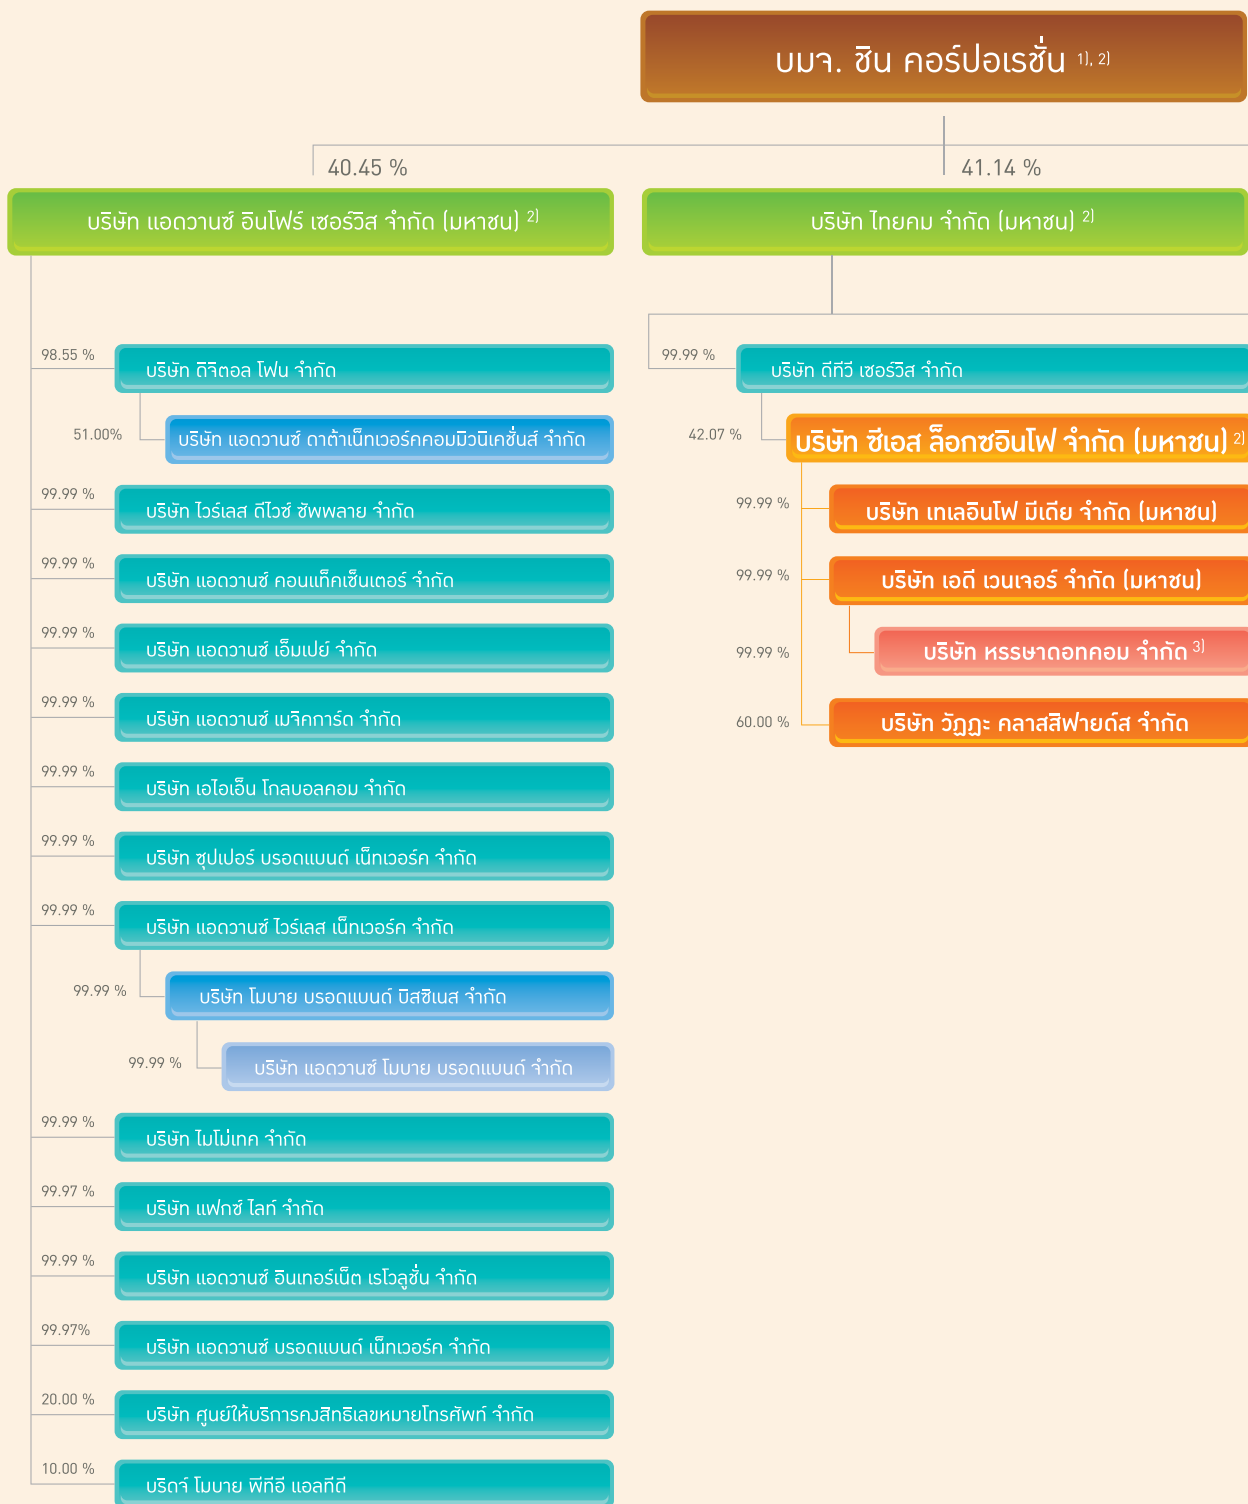 บมจ. ชิน คอร์ปอเรชั่น 1), 2)
40.45 %
41.14 %
บริษัท แอดวานซ์ อินโฟร์ เซอร์วิส จำกัด (มหาชน) 2)
98.55 %
บริษัท ดิจิตอล โฟน จำกัด
51.00%
บริษัท แอดวานซ์ ดาต้าเน็ทเวอร์คคอมมิวนิเคชั่นส์ จำกัด
99.99 %
บริษัท ไวร์เลส ดีไวซ์ ซัพพลาย จำกัด
99.99 %
บริษัท แอดวานซ์ คอนแท็คเซ็นเตอร์ จำกัด
99.99 %
บริษัท แอดวานซ์ เอ็มเปย์ จำกัด
99.99 %
บริษัท แอดวานซ์ เมจิคการ์ด จำกัด
99.99 %
บริษัท เอไอเอ็น โกลบอลคอม จำกัด
99.99 %
บริษัท ซุปเปอร์ บรอดแบนด์ เน็ทเวอร์ค จำกัด
99.99 %
บริษัท แอดวานซ์ ไวร์เลส เน็ทเวอร์ค จำกัด
99.99 %
บริษัท โมบาย บรอดแบนด์ บิสซิเนส จำกัด
99.99 %
บริษัท แอดวานซ์ โมบาย บรอดแบนด์ จำกัด
99.99 %
บริษัท ไมโม่เทค จำกัด
99.97 %
บริษัท แฟกซ์ ไลท์ จำกัด
99.99 %
บริษัท แอดวานซ์ อินเทอร์เน็ต เรโวลูชั่น จำกัด
99.97%
บริษัท แอดวานซ์ บรอดแบนด์ เน็ทเวอร์ค จำกัด
20.00 %
บริษัท ศูนย์ให้บริการคงสิทธิเลขหมายโทรศัพท์ จำกัด
10.00 %
บริดจ์ โมบาย พีทีอี แอลทีดี
บริษัท ไทยคม จำกัด (มหาชน) 2)
99.99 %
บริษัท ดีทีวี เซอร์วิส จำกัด
42.07 %
บริษัท ซีเอส ล็อกซอินโฟ จำกัด (มหาชน) 2)
99.99 %
บริษัท เทเลอินโฟ มีเดีย จำกัด (มหาชน)
99.99 %
บริษัท เอดี เวนเจอร์ จำกัด (มหาชน)
99.99 %
บริษัท หรรษาดอทคอม จำกัด 3)
60.00 %
บริษัท วัฏฏะ คลาสสิฟายด์ส จำกัด